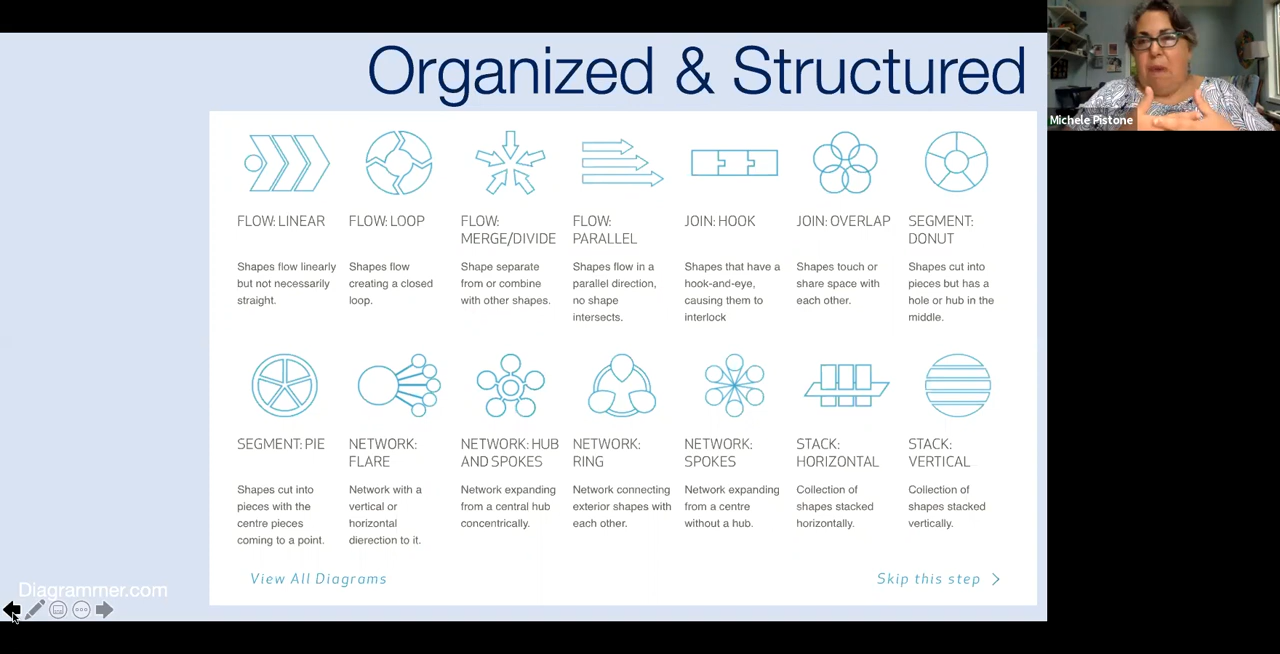 Organized & Structured
Michele Pistone
FLOW: LINEAR
Shapes flow linearly
but not necessarily
straight.
FLOW: LOOP
Shapes flow
creating a closed
loop.
FLOW:
MERGE/DIVIDE
Shape separate
from or combine
with other shapes.
FLOW:
PARALLEL
Shapes flow in a
parallel direction,
no shape
intersects.
JOIN: HOOK
Shapes that have a
hook-and-eye,
causing them to
interlock
JOIN: OVERLAP
Shapes touch or
share space with
each other.
SEGMENT:
DONUT
Shapes cut into
pieces but has a
hole or hub in the
middle.
SEGMENT: PIE
Shapes cut into
pieces with the
centre pieces
coming to a point.
NETWORK:
FLARE
Network with a
vertical or
horizontal
dierection to it.
NETWORK: HUB
AND SPOKES
Network expanding
from a central hub
concentrically.
NETWORK:
RING
Network connecting
exterior shapes with
each other.
NETWORK:
SPOKES
Network expanding
from a centre
without a hub.
STACK:
HORIZONTAL
Collection of
shapes stacked
horizontally.
STACK:
VERTICAL
Collection of
shapes stacked
vertically.
View All Diagrams
Skip this step
Diagrammer.com